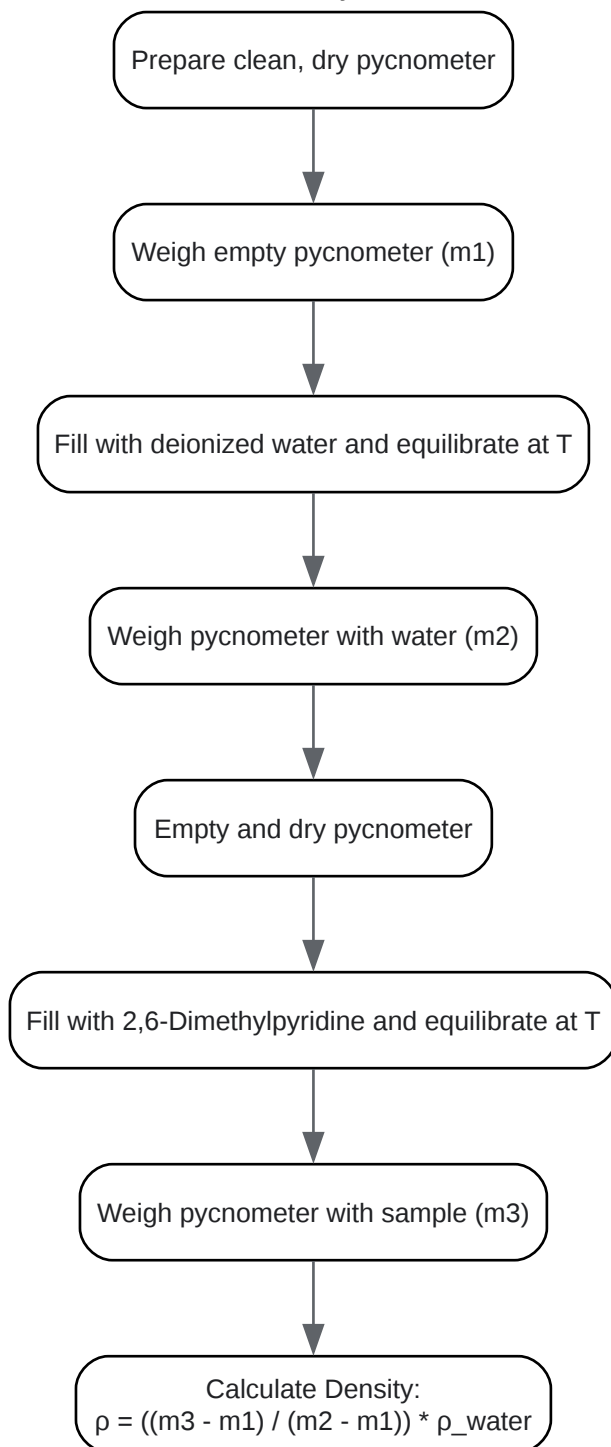 Prepare clean, dry pycnometer
Weigh empty pycnometer (m1)
Fill with deionized water and equilibrate at T
Weigh pycnometer with water (m2)
Empty and dry pycnometer
Fill with 2,6-Dimethylpyridine and equilibrate at T
Weigh pycnometer with sample (m3)
Calculate Density:
ρ = ((m3 - m1) / (m2 - m1)) * ρ_water